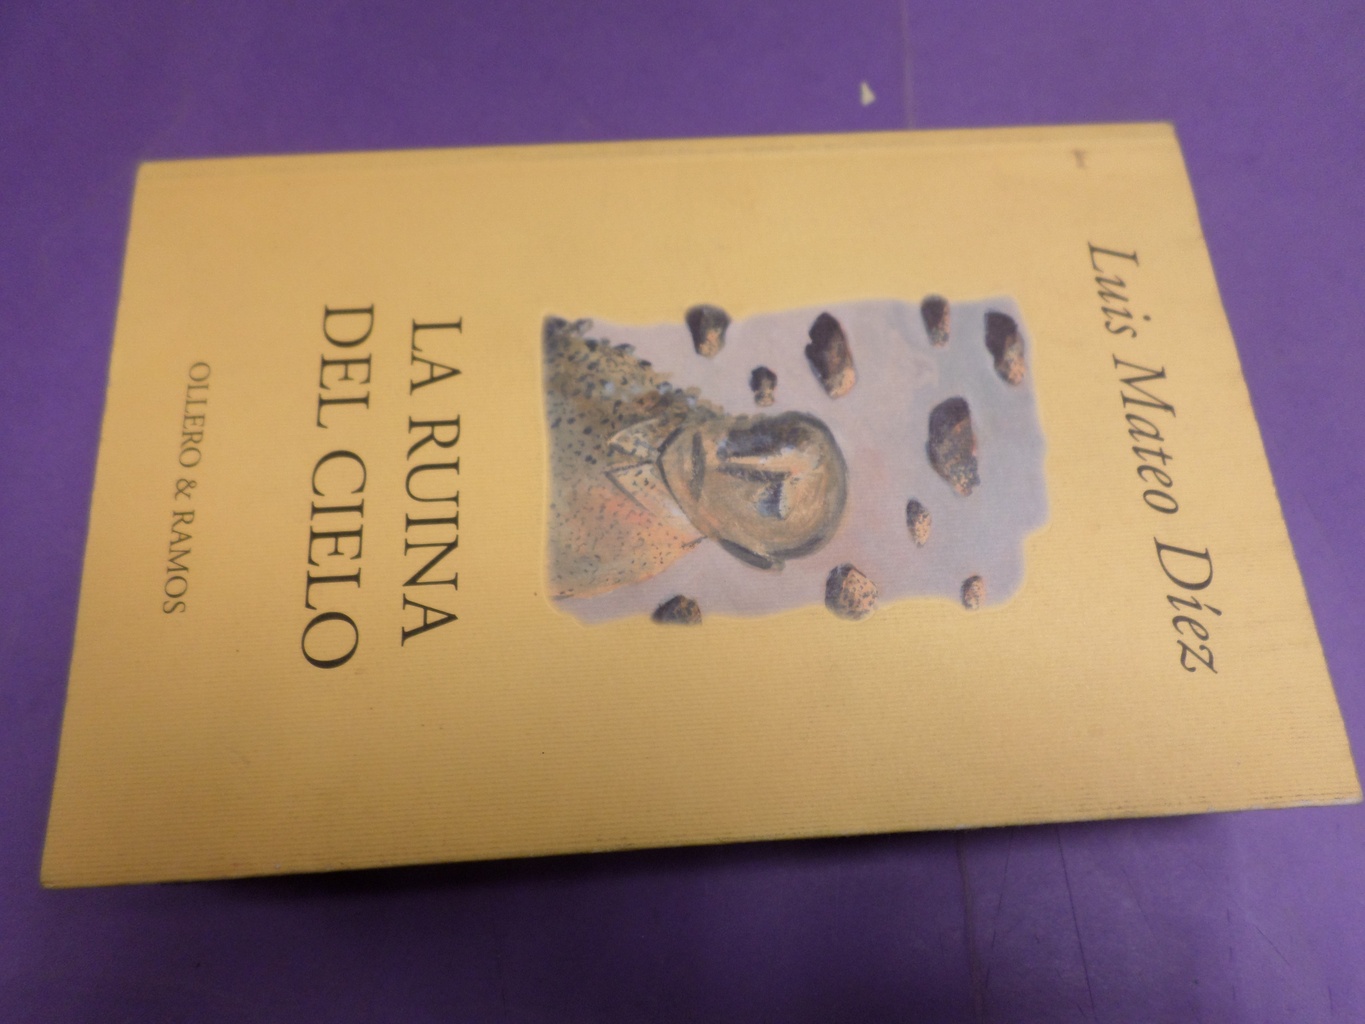 Luis Mateo Díez
LA RUINA
DEL CIELO
OLLERO & RAMOS